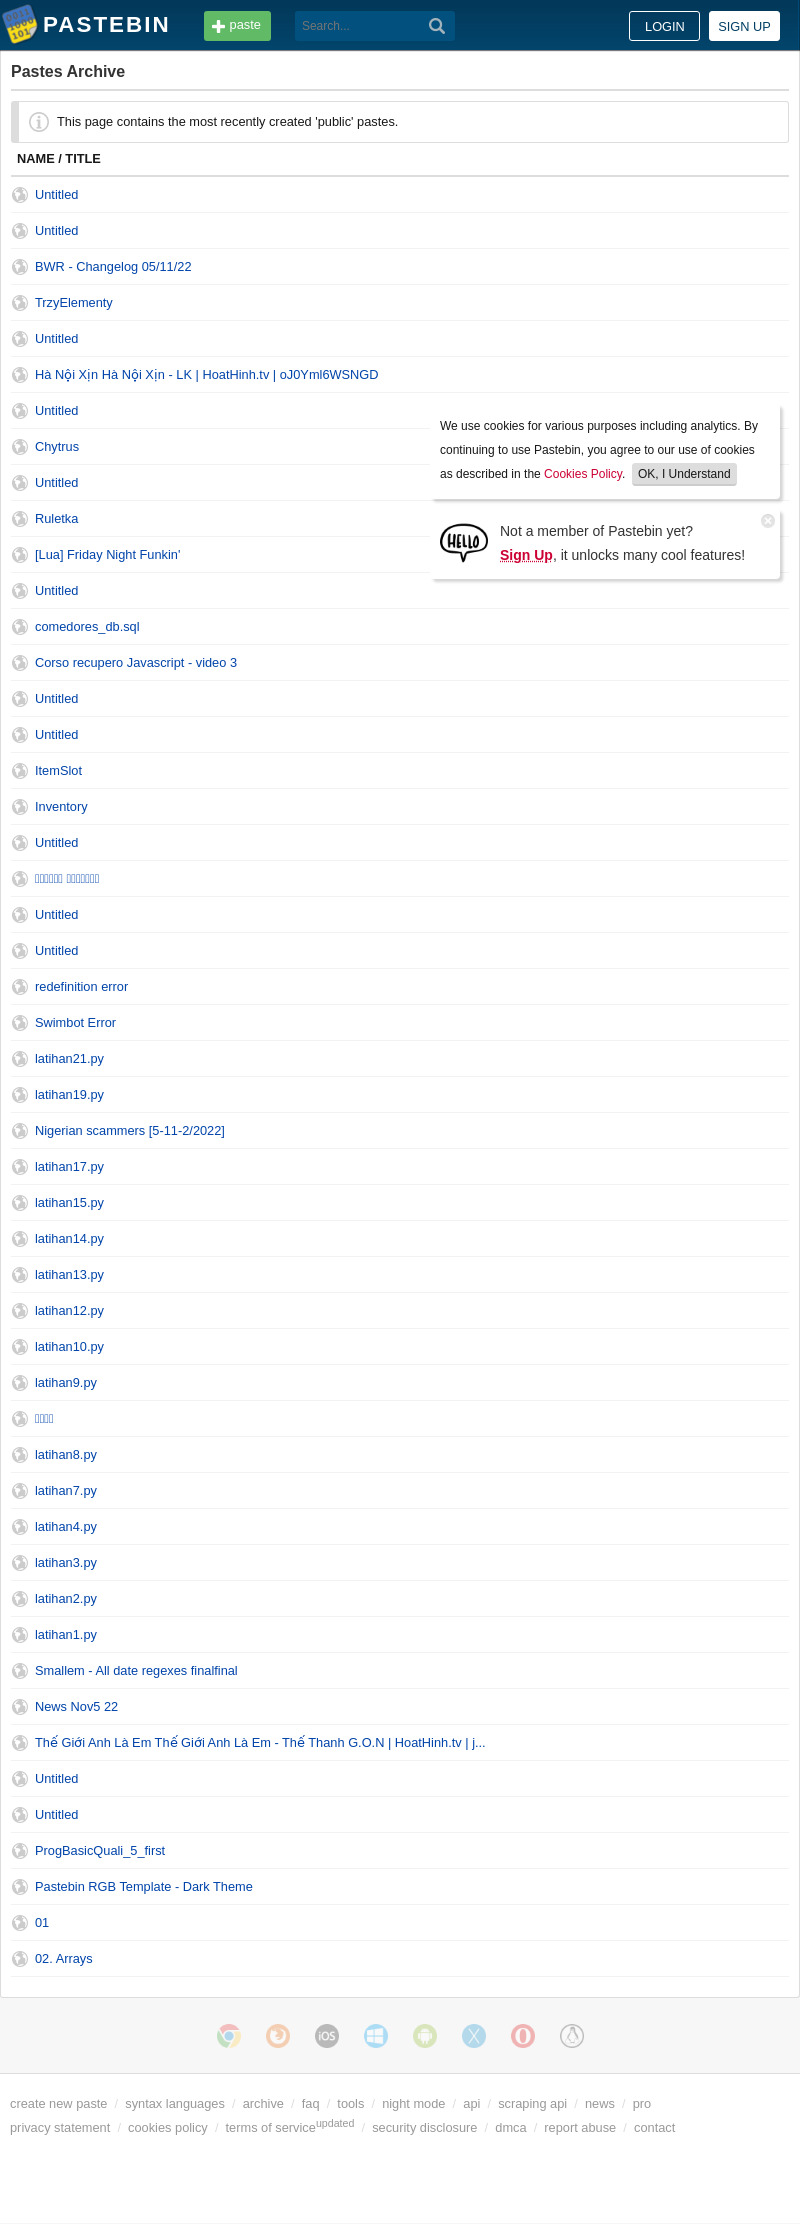 PASTEBIN paste Search... LOGIN SIGN UP
Pastes Archive
This page contains the most recently created 'public' pastes.
NAME / TITLE
Untitled
Untitled
BWR - Changelog 05/11/22
TrzyElementy
Untitled
Hà Nội Xịn Hà Nội Xịn - LK | HoatHinh.tv | oJ0Yml6WSNGD
Untitled
Chytrus
Untitled
Ruletka
[Lua] Friday Night Funkin'
We use cookies for various purposes including analytics. By
continuing to use Pastebin, you agree to our use of cookies
as described in the Cookies Policy. OK, I Understand
HELLO
Not a member of Pastebin yet?
Sign Up, it unlocks many cool features!
Untitled
comedores_db.sql
Corso recupero Javascript - video 3
Untitled
Untitled
ItemSlot
Inventory
Untitled
Untitled
Untitled
redefinition error
Swimbot Error
latihan21.py
latihan19.py
Nigerian scammers [5-11-2/2022]
latihan17.py
latihan15.py
latihan14.py
latihan13.py
latihan12.py
latihan10.py
latihan9.py
latihan8.py
latihan7.py
latihan4.py
latihan3.py
latihan2.py
latihan1.py
Smallem - All date regexes finalfinal
News Nov5 22
Thế Giới Anh Là Em Thế Giới Anh Là Em - Thế Thanh G.O.N | HoatHinh.tv | j...
Untitled
Untitled
ProgBasicQuali_5_first
Pastebin RGB Template - Dark Theme
01
02. Arrays
iOS
create new paste / syntax languages / archive / faq / tools / night mode / api / scraping api / news / pro
privacy statement / cookies policy / terms of serviceupdated / security disclosure / dmca / report abuse / contact